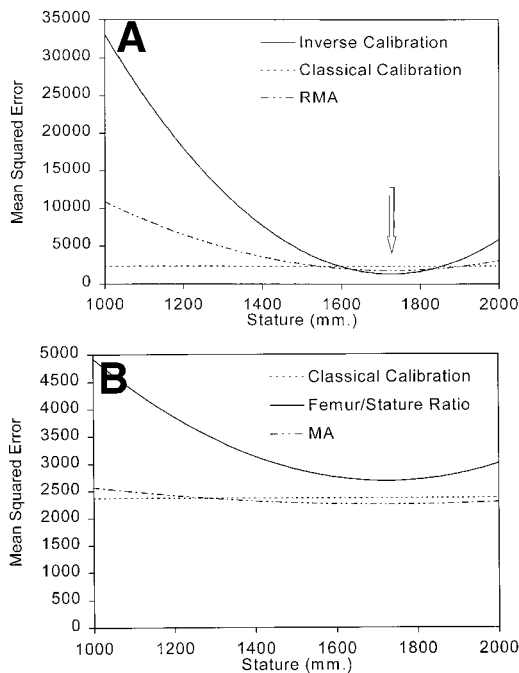 A
Inverse Calibration
Classical Calibration
RMA
Mean Squared Error
35000
30000
25000
20000
15000
10000
5000
0
1000 1200 1400 1600 1800 2000
Stature (mm.)
B
Classical Calibration
Femur/Stature Ratio
MA
Mean Squared Error
5000
4500
4000
3500
3000
2500
2000
1500
1000
500
0
1000 1200 1400 1600 1800 2000
Stature (mm.)